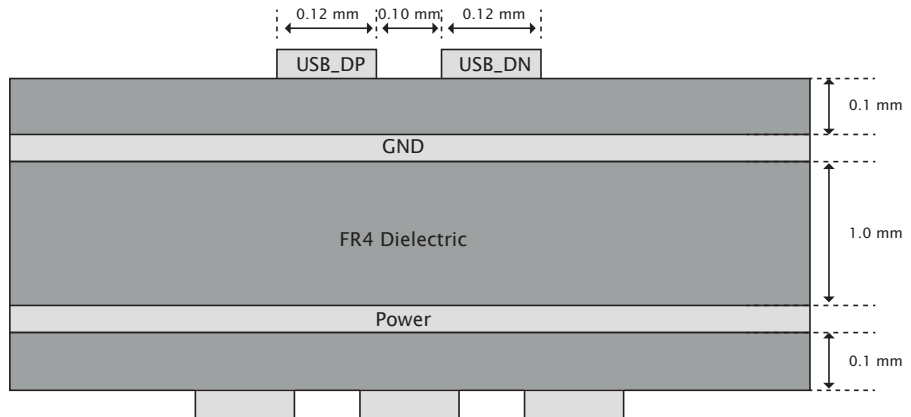 0.12 mm 0.10 mm 0.12 mm
USB_DP USB_DN
0.1 mm
GND
1.0 mm
FR4 Dielectric
Power
0.1 mm